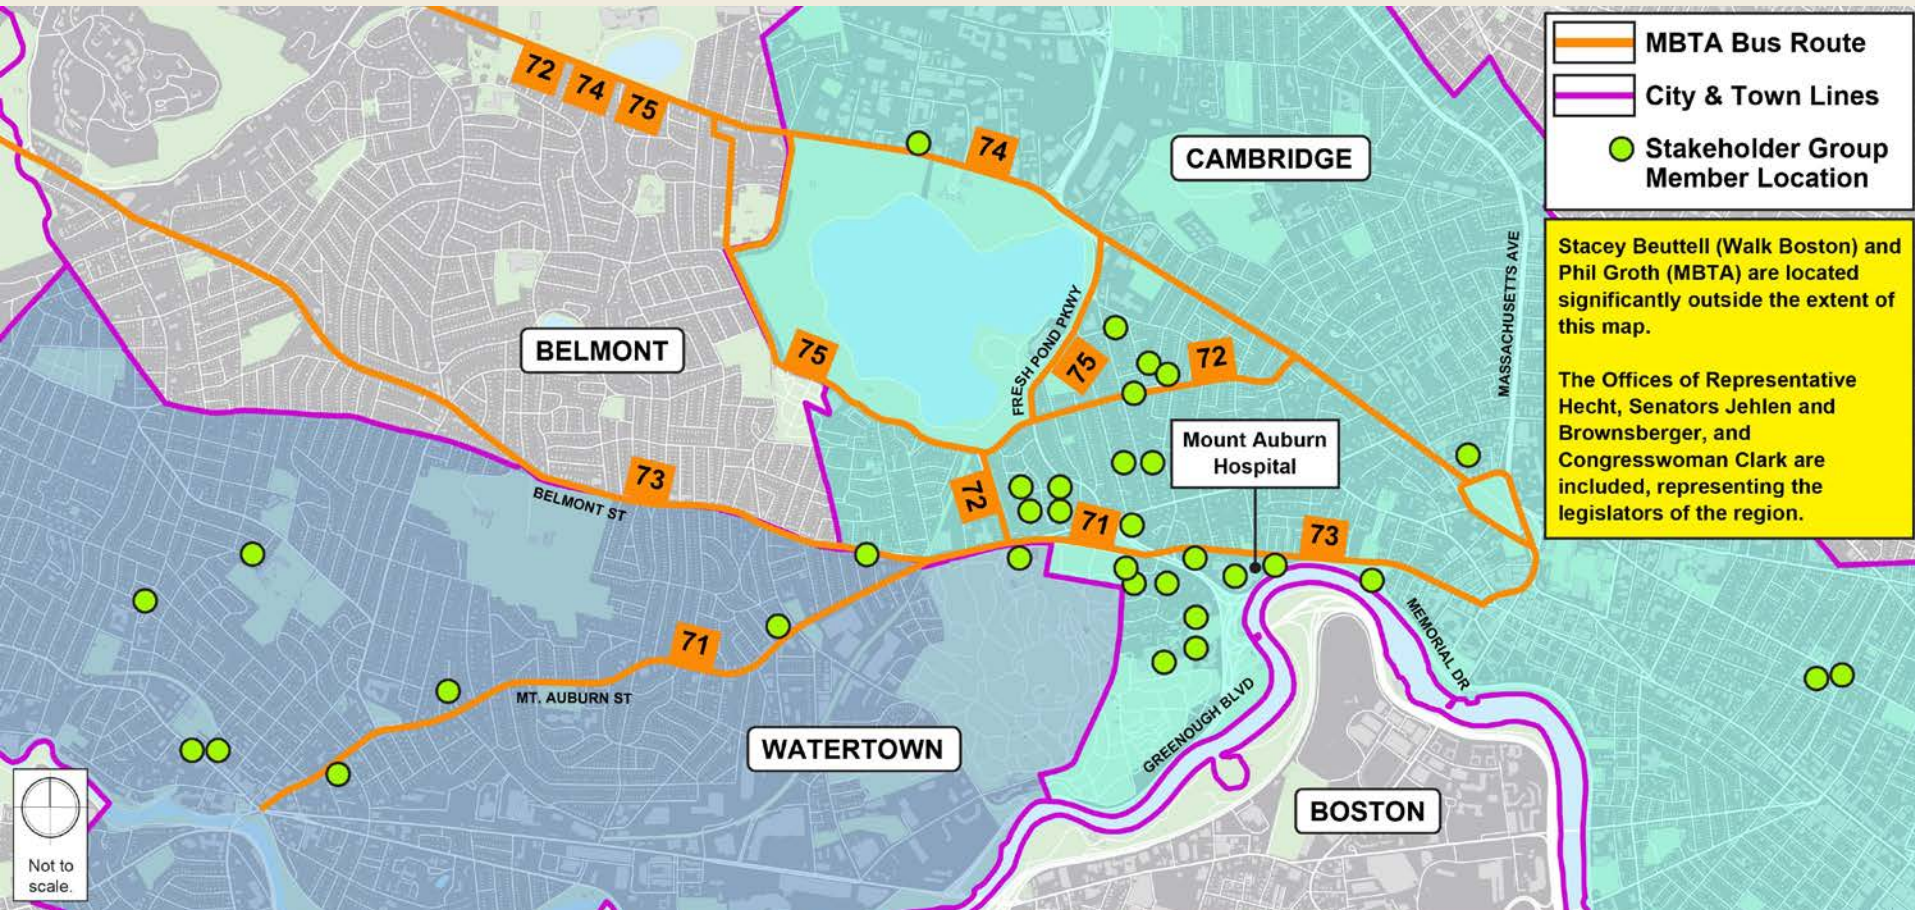 72
74
75
74
CAMBRIDGE
MBTA Bus Route
City & Town Lines
Stakeholder Group
Member Location
Stacey Beuttell (Walk Boston) and
Phil Groth (MBTA) are located
significantly outside the extent of
this map.
The Offices of Representative
Hecht, Senators Jehlen and
Brownsberger, and
Congresswoman Clark are
included, representing the
legislators of the region.
MASSACHUSETTS AVE
BELMONT
75
FRESH POND PKWY
75
72
Mount Auburn
Hospital
73
BELMONT ST
72
71
73
MEMORIAL DR
71
MT. AUBURN ST
GREENOUGH BLVD
WATERTOWN
BOSTON
Not to
scale.